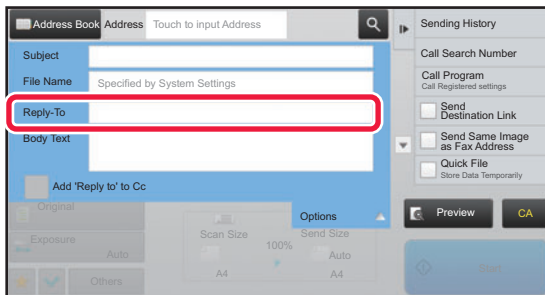 Address Book
Address
Touch to input Address
Subject
File Name
Specified by System Settings
Reply-To
Body Text
Add 'Reply to' to Cc
Options
Original
Exposure
Auto
Others
Scan Size
A4
100%
Send Size
Auto
A4
Sending History
Call Search Number
Call Program
Call Registered settings
Send
Destination Link
Send Same Image
as Fax Address
Quick File
Store Data Temporarily
Preview
CA
Start